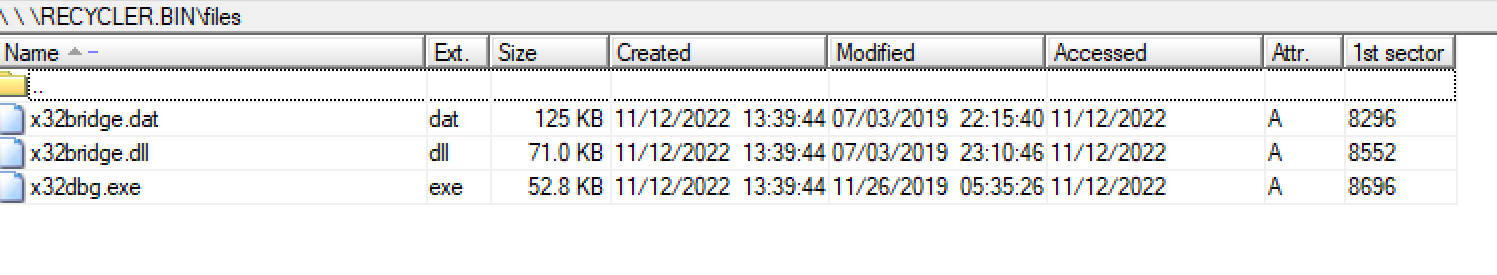 \ \ \RECYCLER.BIN\files
Name Ext. Size Created Modified Accessed Attr. 1st sector
..
x32bridge.dat dat 125 KB 11/12/2022 13:39:44 07/03/2019 22:15:40 11/12/2022 A 8296
x32bridge.dll dll 71.0 KB 11/12/2022 13:39:44 07/03/2019 23:10:46 11/12/2022 A 8552
x32dbg.exe exe 52.8 KB 11/12/2022 13:39:44 11/26/2019 05:35:26 11/12/2022 A 8696